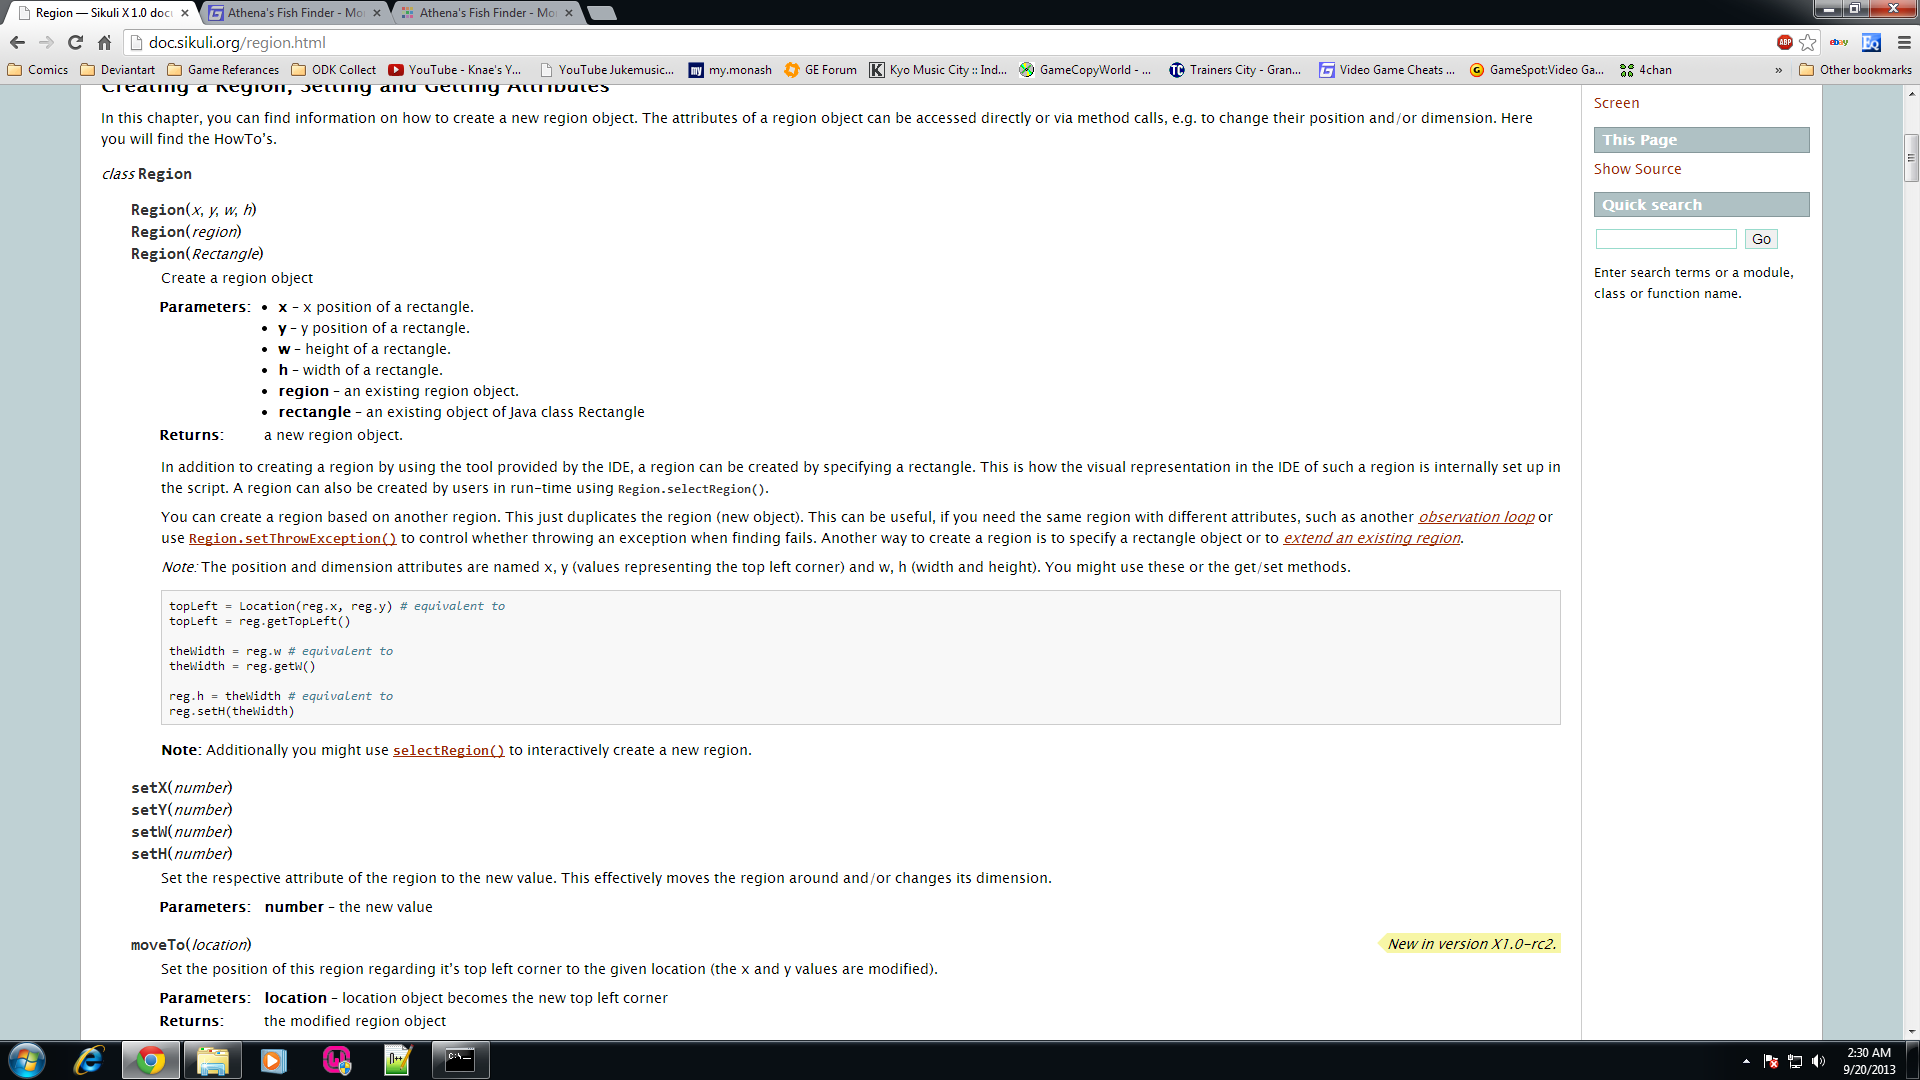 Region — Sikuli X 1.0 docu
Athena's Fish Finder - Mo
Athena's Fish Finder - Mo
doc.sikuli.org/region.html
ABP
ebay
EQ
Comics
Deviantart
Game Referances
ODK Collect
YouTube - Knae's Y...
YouTube Jukemusic...
my.monash
GE Forum
Kyo Music City :: Ind...
GameCopyWorld - ...
Trainers City - Gran...
Video Game Cheats ...
GameSpot:Video Ga...
4chan
»
Other bookmarks
Creating a Region, Setting and Getting Attributes
In this chapter, you can find information on how to create a new region object. The attributes of a region object can be accessed directly or via method calls, e.g. to change their position and/or dimension. Here
you will find the HowTo's.
class Region
Region(x, y, w, h)
Region(region)
Region(Rectangle)
Create a region object
Parameters: • x – x position of a rectangle.
• y – y position of a rectangle.
• w – height of a rectangle.
• h – width of a rectangle.
• region – an existing region object.
• rectangle – an existing object of Java class Rectangle
Returns: a new region object.
In addition to creating a region by using the tool provided by the IDE, a region can be created by specifying a rectangle. This is how the visual representation in the IDE of such a region is internally set up in
the script. A region can also be created by users in run-time using Region.selectRegion().
You can create a region based on another region. This just duplicates the region (new object). This can be useful, if you need the same region with different attributes, such as another observation loop or
use Region.setThrowException() to control whether throwing an exception when finding fails. Another way to create a region is to specify a rectangle object or to extend an existing region.
Note: The position and dimension attributes are named x, y (values representing the top left corner) and w, h (width and height). You might use these or the get/set methods.
topLeft = Location(reg.x, reg.y) # equivalent to
topLeft = reg.getTopLeft()
theWidth = reg.w # equivalent to
theWidth = reg.getW()
reg.h = theWidth # equivalent to
reg.setH(theWidth)
Note: Additionally you might use selectRegion() to interactively create a new region.
setX(number)
setY(number)
setW(number)
setH(number)
Set the respective attribute of the region to the new value. This effectively moves the region around and/or changes its dimension.
Parameters: number – the new value
moveTo(location)
New in version X1.0-rc2.
Set the position of this region regarding it's top left corner to the given location (the x and y values are modified).
Parameters: location – location object becomes the new top left corner
Returns: the modified region object
Screen
This Page
Show Source
Quick search
Go
Enter search terms or a module,
class or function name.
2:30 AM
9/20/2013